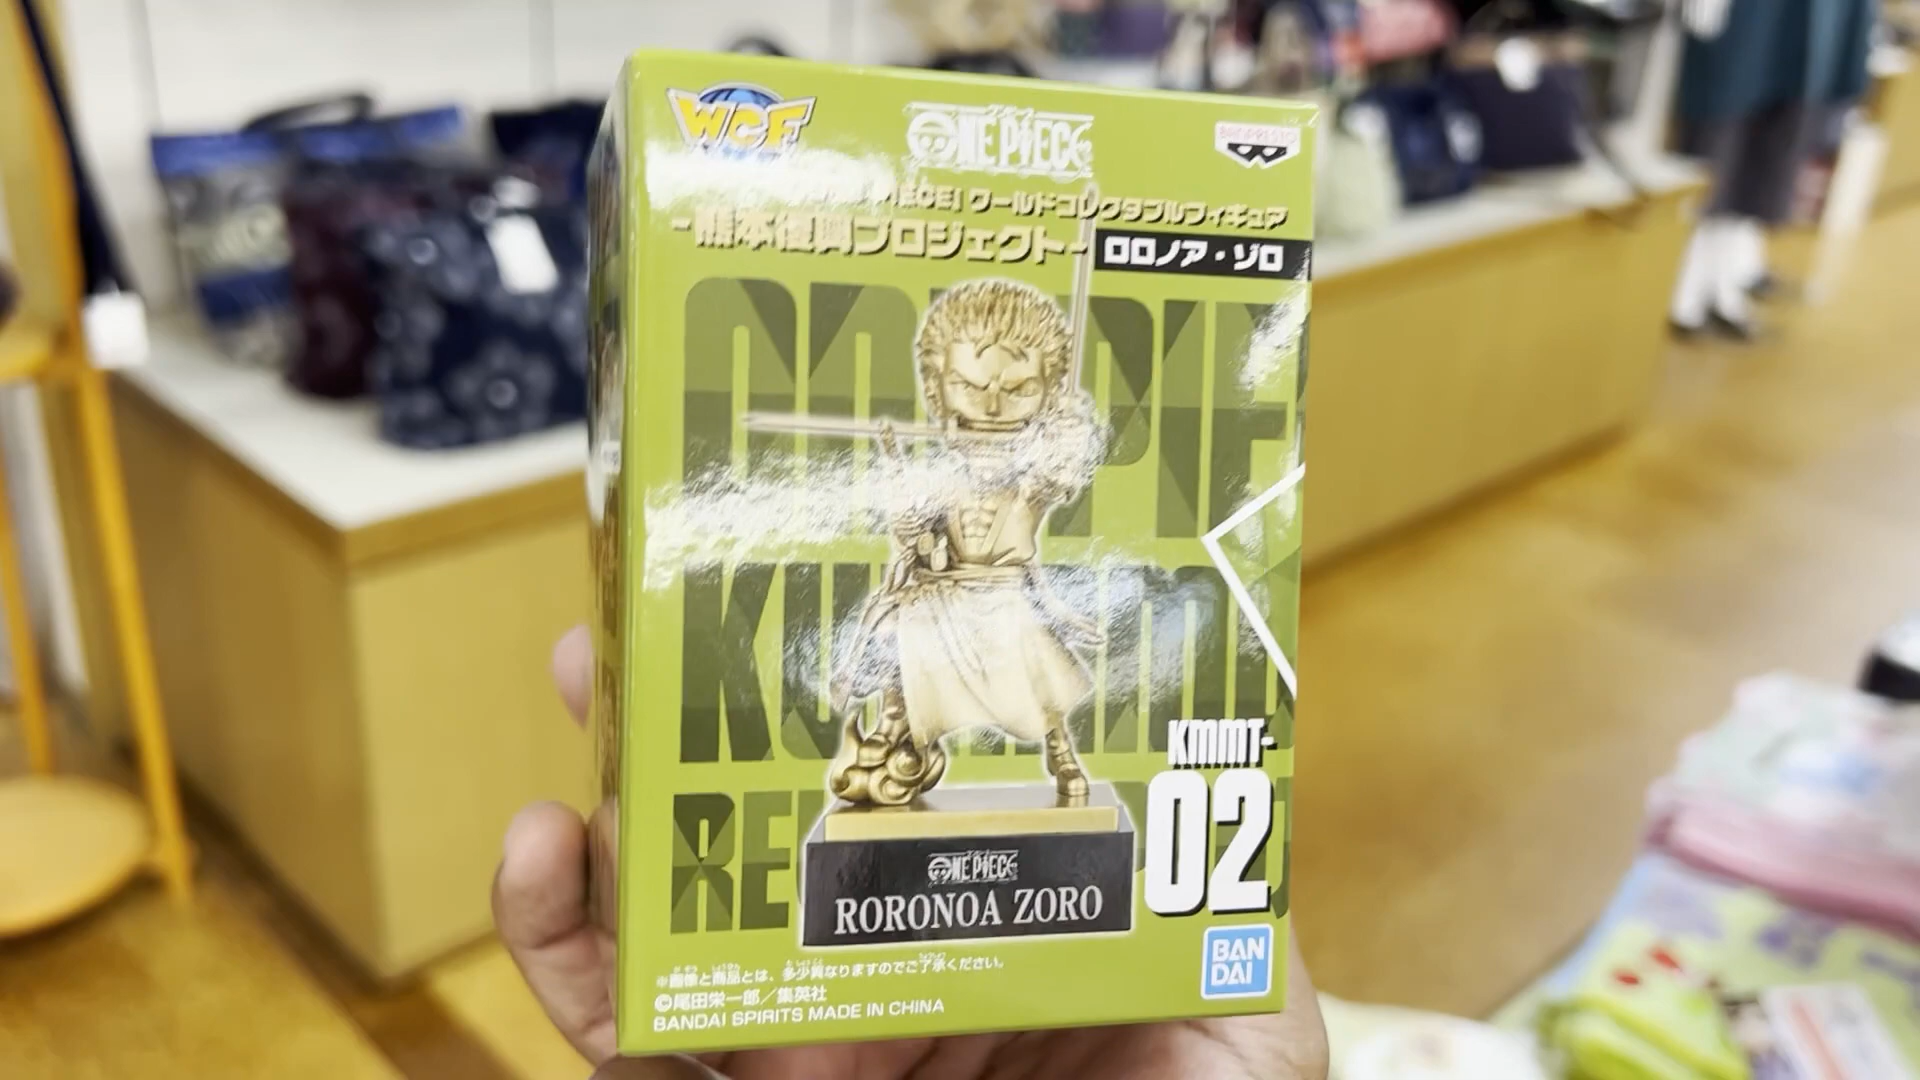 WCF
ONE PIECE
BANPRESTO
ワールドコレクタブルフィギュア
-熊本復興プロジェクト-
ロロノア・ゾロ
KMMT-
02
ONE PIECE
RORONOA ZORO
BAN
DAI
※画像と商品とは、多少異なりますのでご了承ください。
©尾田栄一郎／集英社
BANDAI SPIRITS MADE IN CHINA